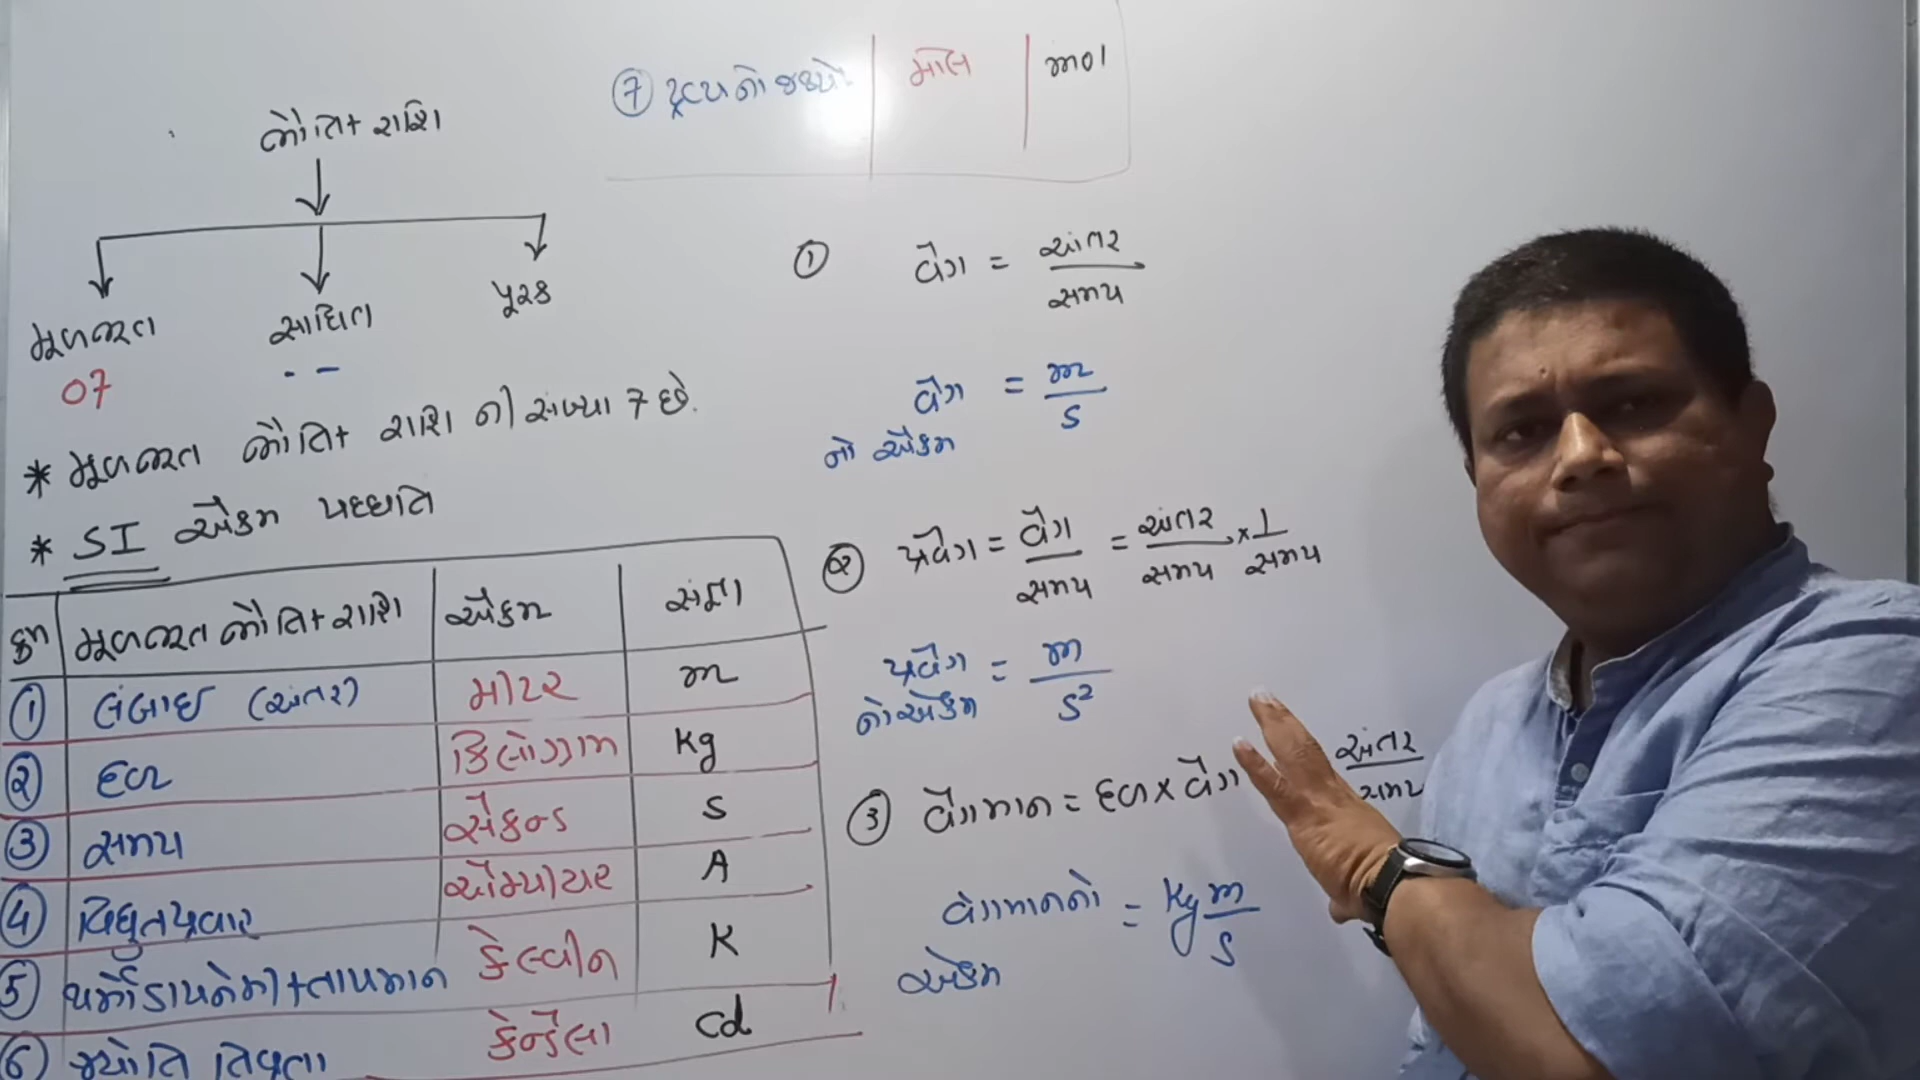 ભૌતિક રાશિ
મૂળભૂત સાધિત પૂરક
07 - -
* મૂળભૂત ભૌતિક રાશિ ની સંખ્યા 7 છે.
* SI એકમ પધ્ધતિ
ક્રમ મૂળભૂત ભૌતિક રાશિ એકમ સંજ્ઞા
① લંબાઈ (અંતર) મીટર m
② દળ કિલોગ્રામ Kg
③ સમય સેકન્ડ s
④ વિદ્યુતપ્રવાહ એમ્પીયર A
⑤ થર્મોડાયનેમીક તાપમાન કેલ્વીન K
⑥ જ્યોતિ તિવ્રતા કેન્ડેલા cd
⑦ દ્રવ્યનો જથ્થો મોલ mol
① વેગ = અંતર / સમય
વેગ નો એકમ = m / s
② પ્રવેગ = વેગ / સમય = અંતર / સમય × 1 / સમય
પ્રવેગ નો એકમ = m / s²
③ વેગમાન = દળ × વેગ અંતર / સમય
વેગમાનનો એકમ = Kg m / s